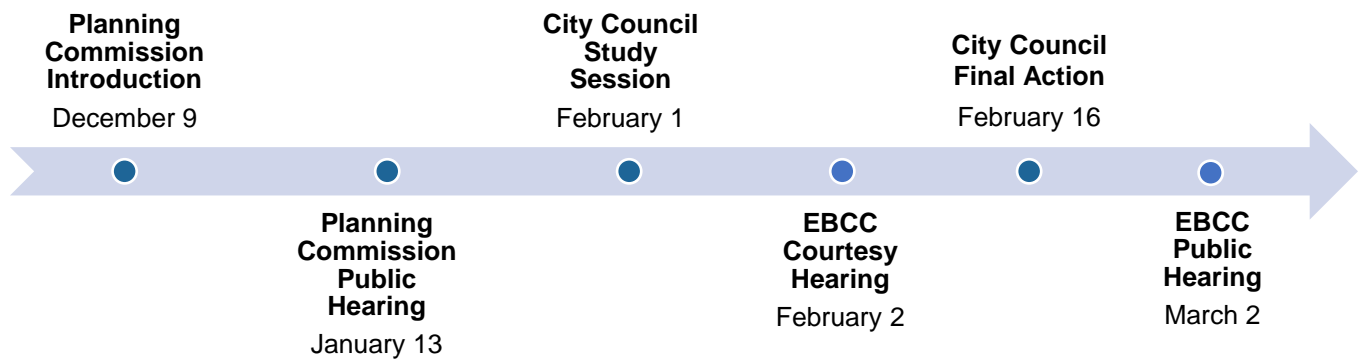 Planning
Commission
Introduction
December 9
Planning
Commission
Public
Hearing
January 13
City Council
Study
Session
February 1
EBCC
Courtesy
Hearing
February 2
City Council
Final Action
February 16
EBCC
Public
Hearing
March 2